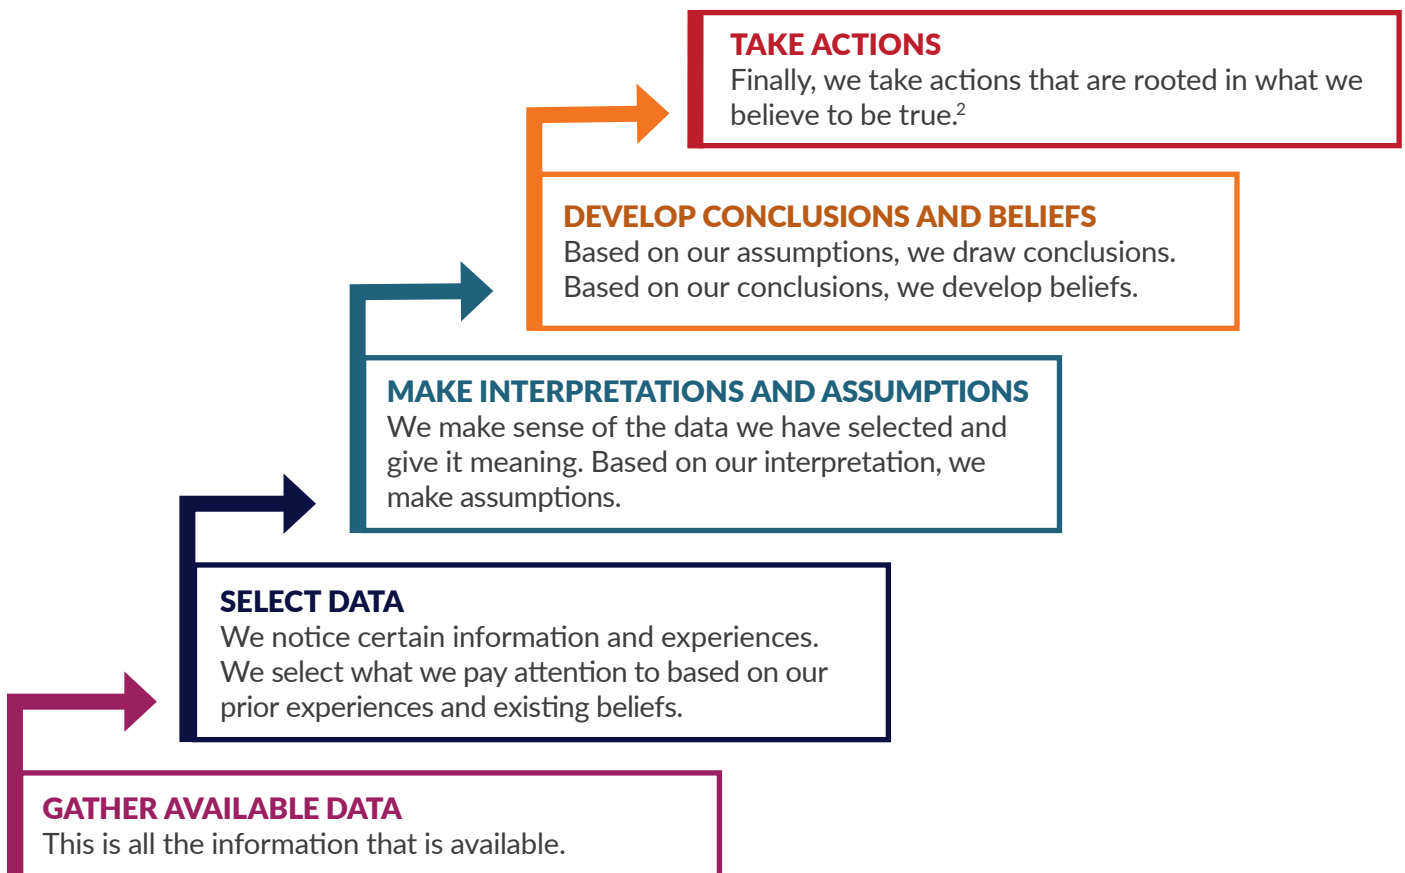 TAKE ACTIONS
Finally, we take actions that are rooted in what we
believe to be true.²
DEVELOP CONCLUSIONS AND BELIEFS
Based on our assumptions, we draw conclusions.
Based on our conclusions, we develop beliefs.
MAKE INTERPRETATIONS AND ASSUMPTIONS
We make sense of the data we have selected and
give it meaning. Based on our interpretation, we
make assumptions.
SELECT DATA
We notice certain information and experiences.
We select what we pay attention to based on our
prior experiences and existing beliefs.
GATHER AVAILABLE DATA
This is all the information that is available.